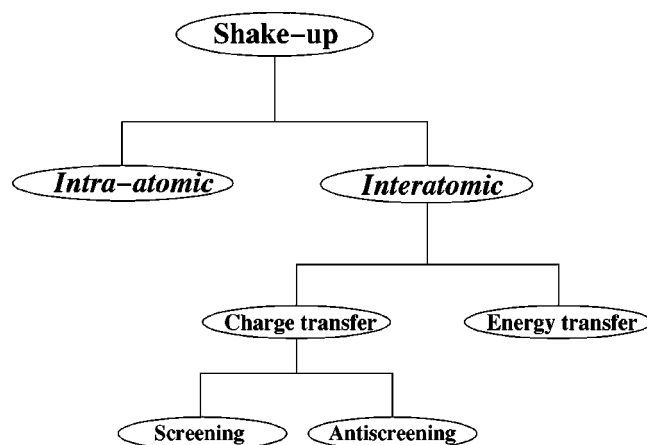 Shake-up
Intra-atomic
Interatomic
Charge transfer
Energy transfer
Screening
Antiscreening